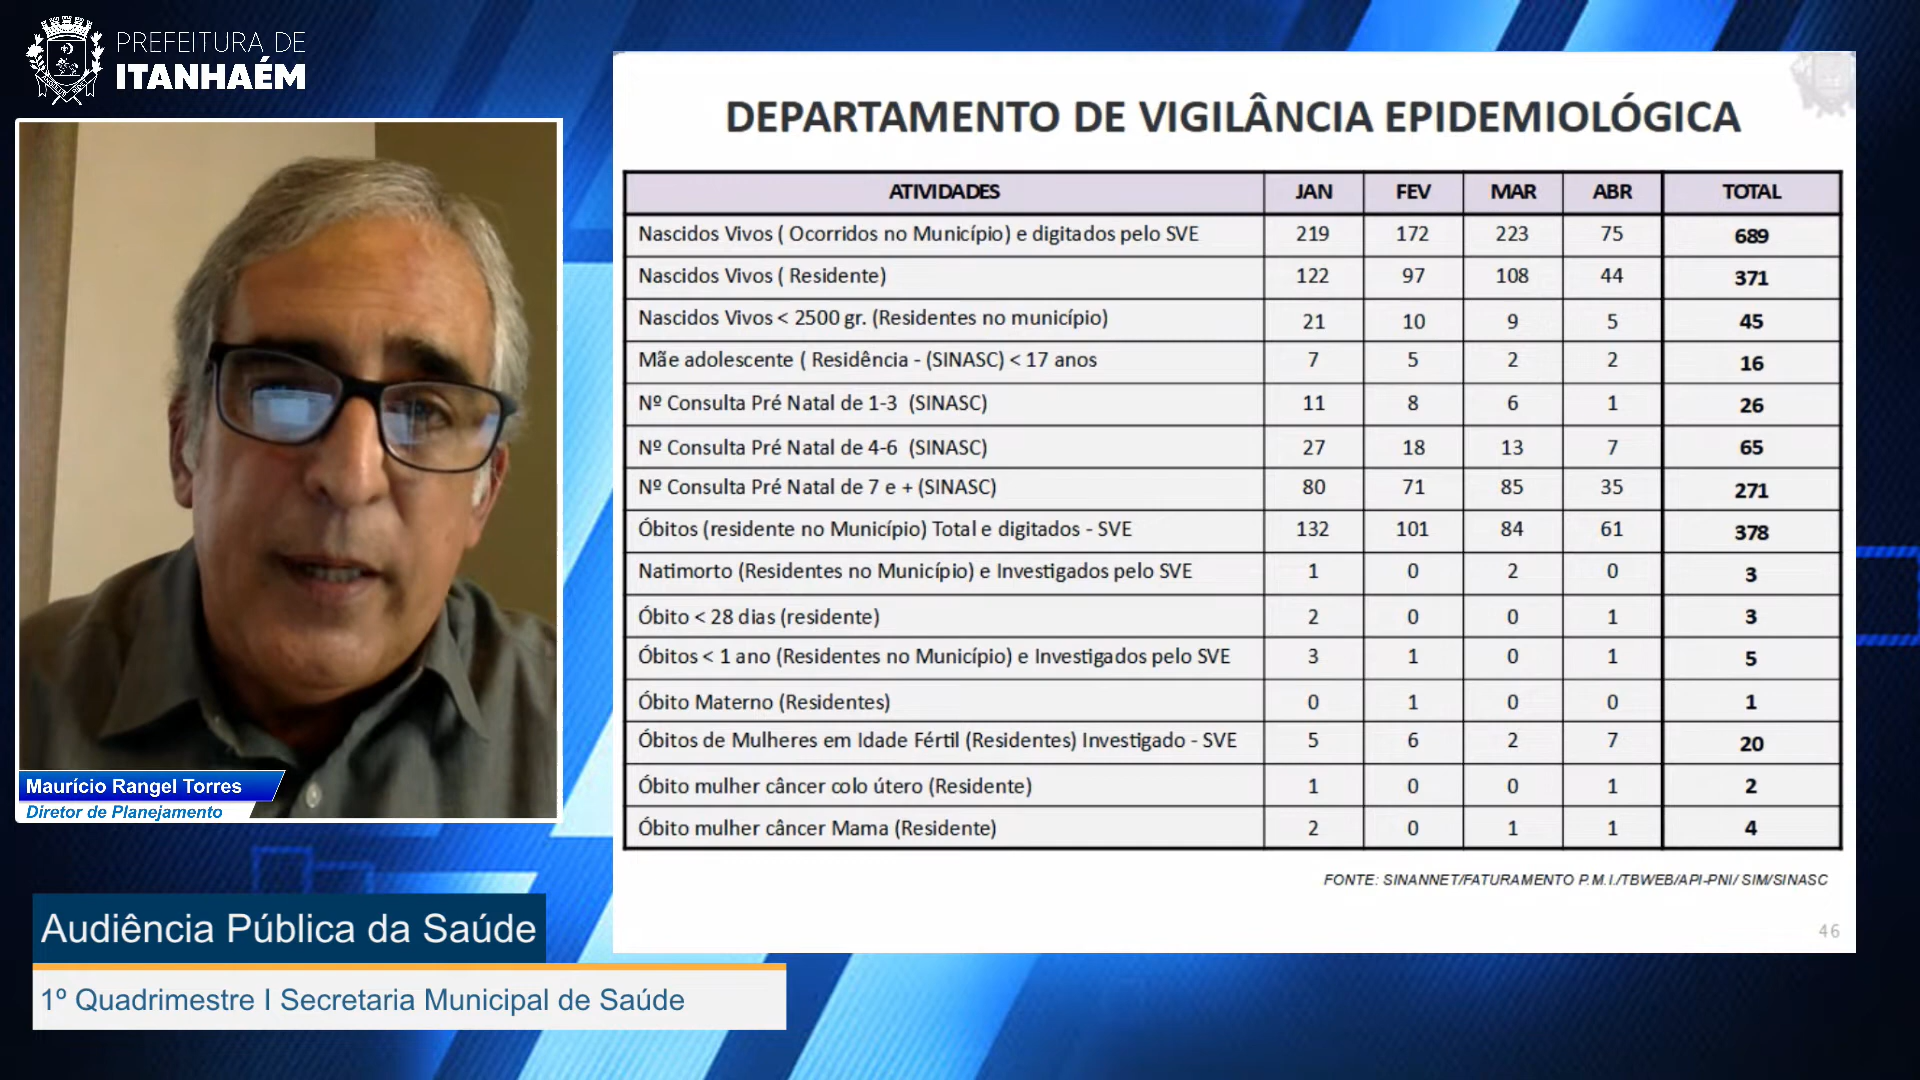 PREFEITURA DE
ITANHAÉM
DEPARTAMENTO DE VIGILÂNCIA EPIDEMIOLÓGICA
ATIVIDADES JAN FEV MAR ABR TOTAL
Nascidos Vivos ( Ocorridos no Município) e digitados pelo SVE 219 172 223 75 689
Nascidos Vivos ( Residente) 122 97 108 44 371
Nascidos Vivos < 2500 gr. (Residentes no município) 21 10 9 5 45
Mãe adolescente ( Residência - (SINASC) < 17 anos 7 5 2 2 16
Nº Consulta Pré Natal de 1-3 (SINASC) 11 8 6 1 26
Nº Consulta Pré Natal de 4-6 (SINASC) 27 18 13 7 65
Nº Consulta Pré Natal de 7 e + (SINASC) 80 71 85 35 271
Óbitos (residente no Município) Total e digitados - SVE 132 101 84 61 378
Natimorto (Residentes no Município) e Investigados pelo SVE 1 0 2 0 3
Óbito < 28 dias (residente) 2 0 0 1 3
Óbitos < 1 ano (Residentes no Município) e Investigados pelo SVE 3 1 0 1 5
Óbito Materno (Residentes) 0 1 0 0 1
Óbitos de Mulheres em Idade Fértil (Residentes) Investigado - SVE 5 6 2 7 20
Óbito mulher câncer colo útero (Residente) 1 0 0 1 2
Óbito mulher câncer Mama (Residente) 2 0 1 1 4
FONTE: SINANNET/FATURAMENTO P.M.I./TBWEB/API-PNI/ SIM/SINASC
46
Maurício Rangel Torres
Diretor de Planejamento
Audiência Pública da Saúde
1º Quadrimestre I Secretaria Municipal de Saúde